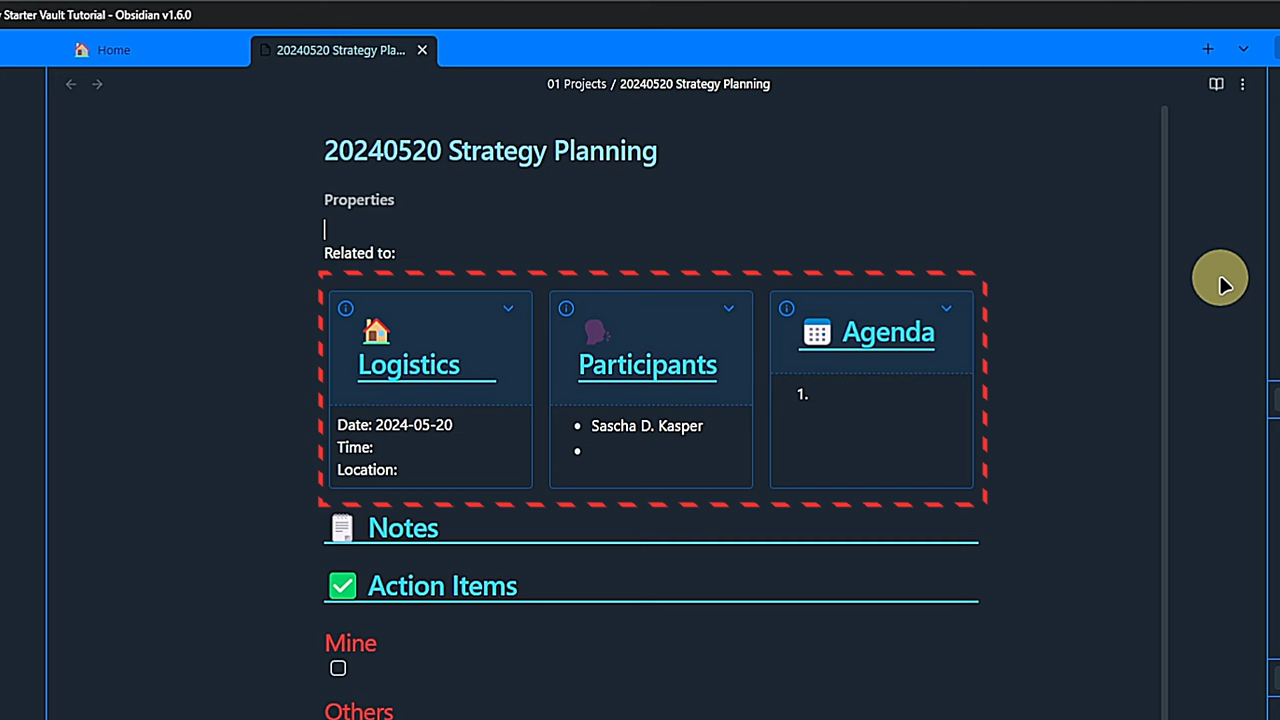 Starter Vault Tutorial - Obsidian v1.6.0
Home
20240520 Strategy Pla...
01 Projects / 20240520 Strategy Planning
20240520 Strategy Planning
Properties
Related to:
Logistics
Date: 2024-05-20
Time:
Location:
Participants
Sascha D. Kasper
Agenda
1.
Notes
Action Items
Mine
Others